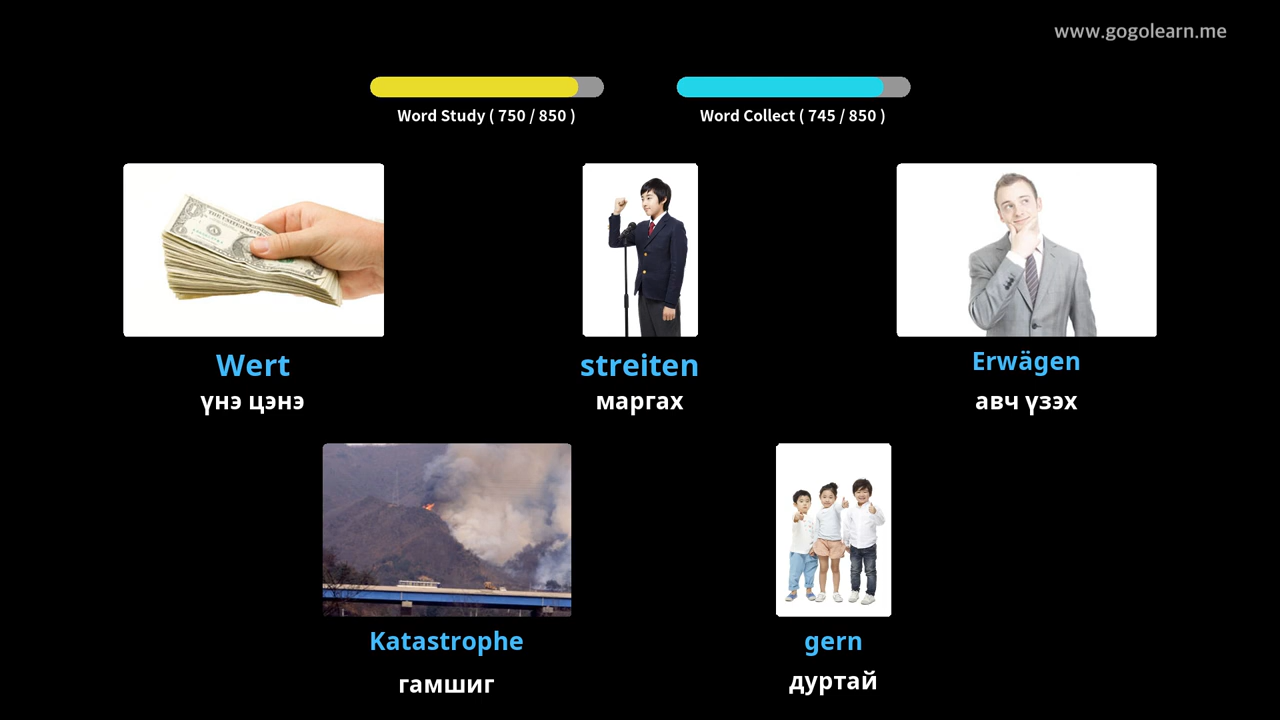 www.gogolearn.me
Word Study ( 750 / 850 )
Word Collect ( 745 / 850 )
Wert
үнэ цэнэ
streiten
маргах
Erwägen
авч үзэх
Katastrophe
гамшиг
gern
дуртай